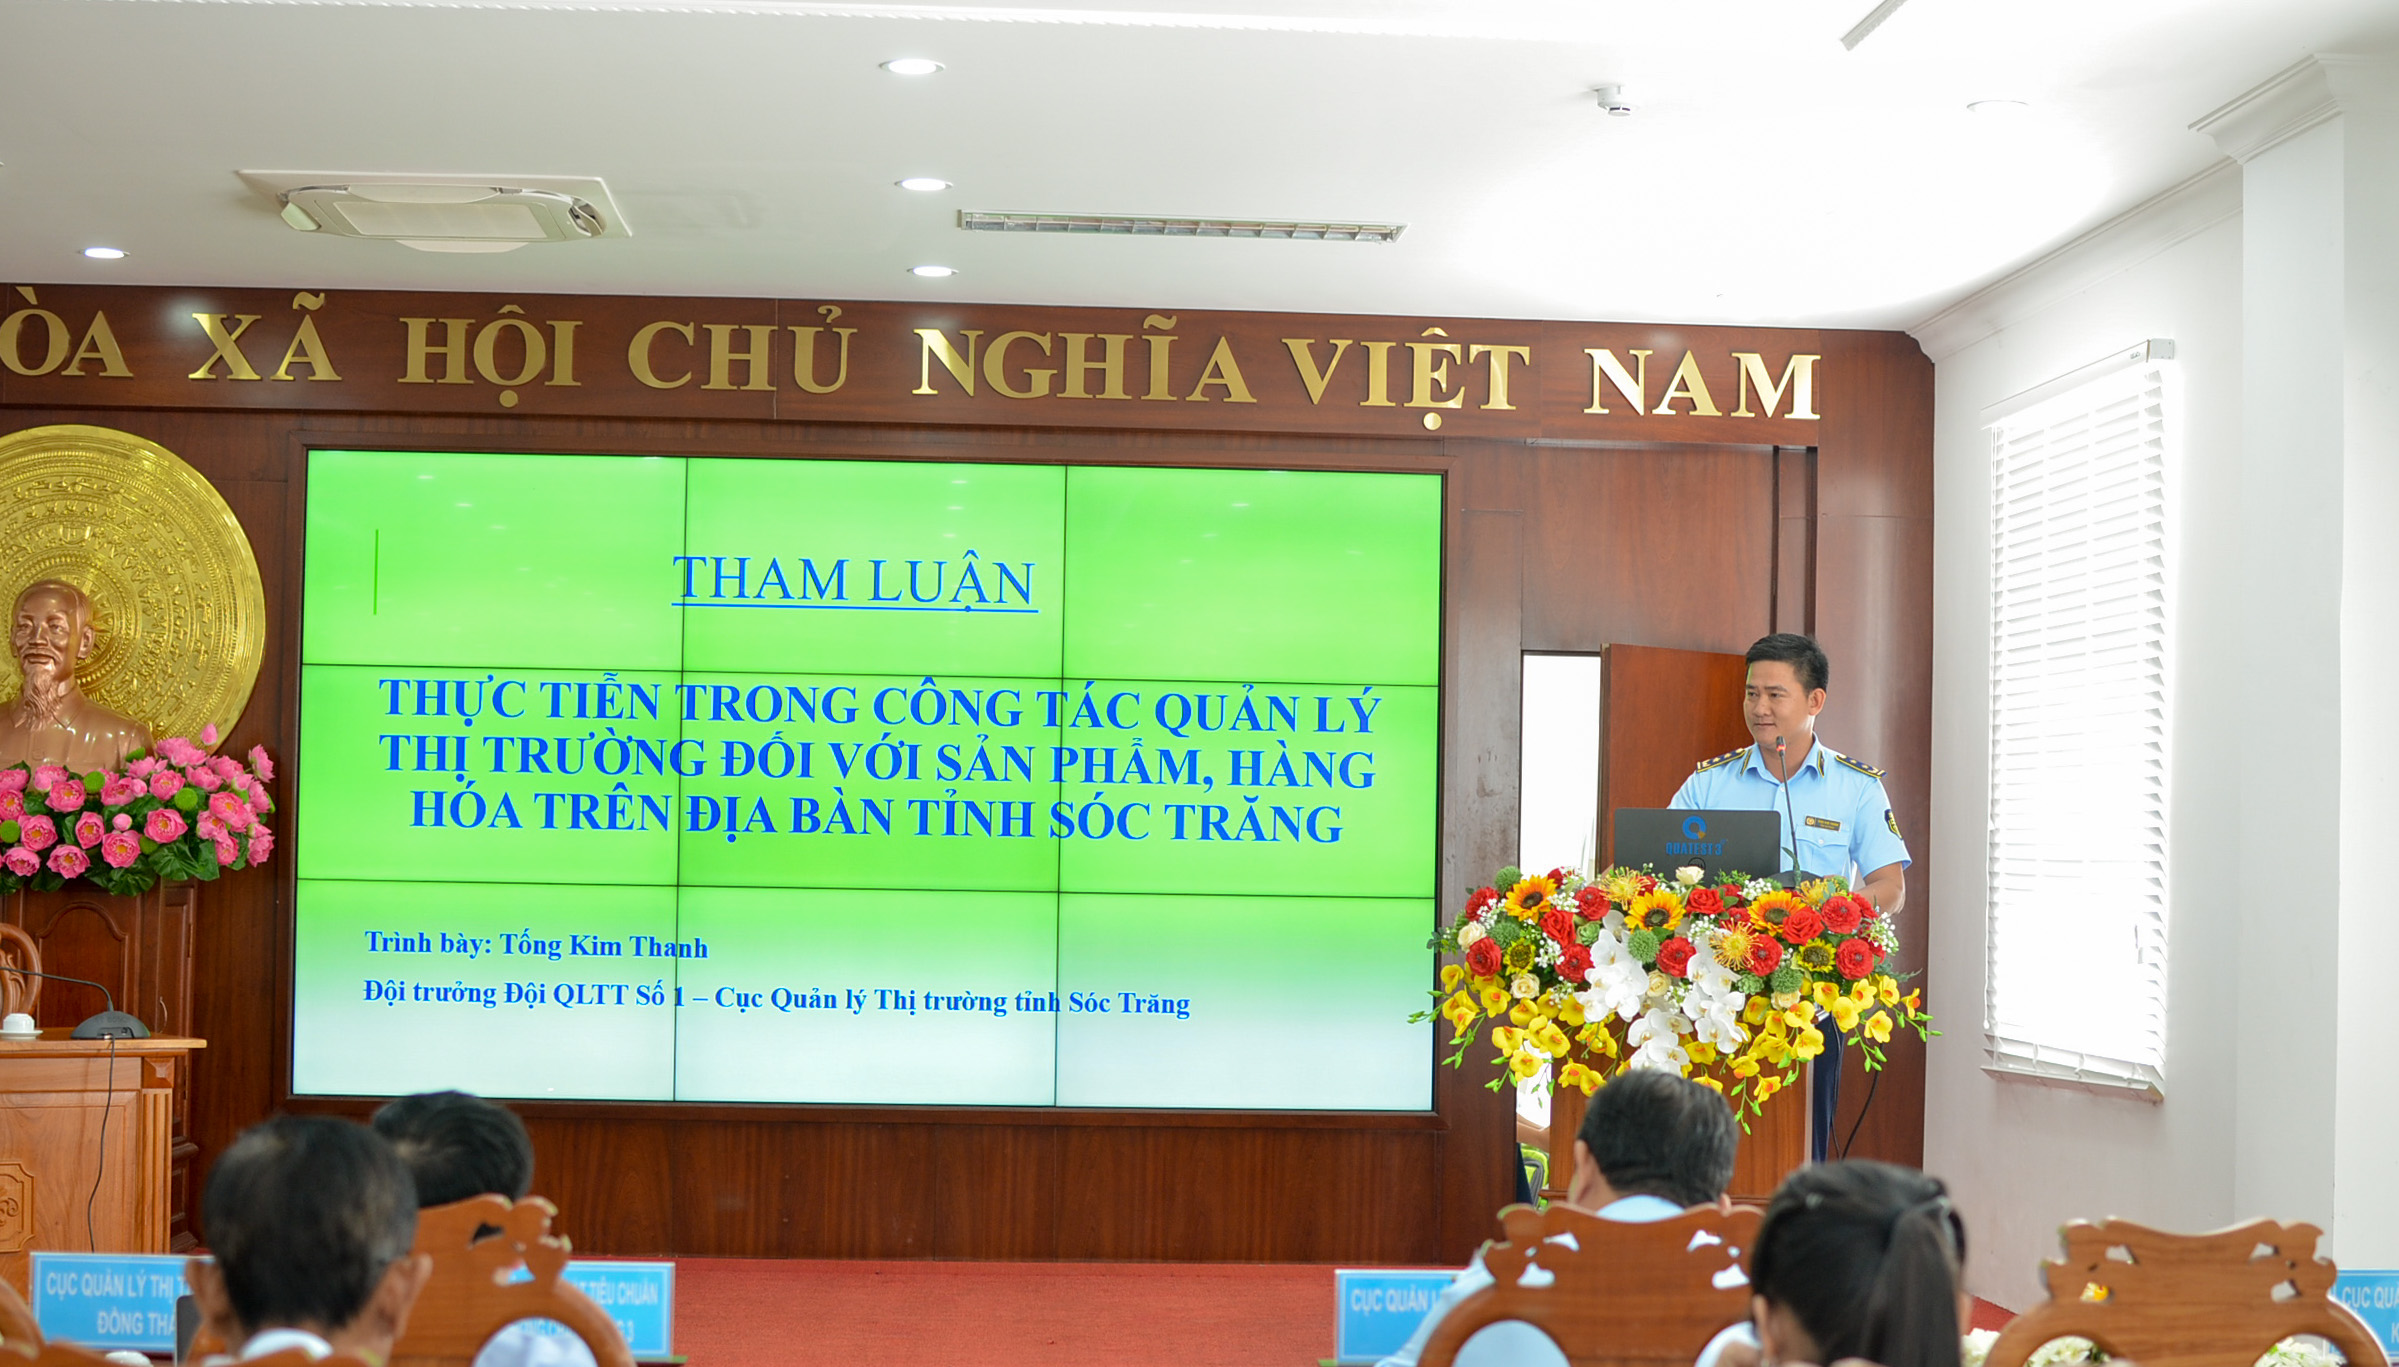 ÒA XÃ HỘI CHỦ NGHĨA VIỆT NAM
THAM LUẬN
THỰC TIỄN TRONG CÔNG TÁC QUẢN LÝ
THỊ TRƯỜNG ĐỐI VỚI SẢN PHẨM, HÀNG
HÓA TRÊN ĐỊA BÀN TỈNH SÓC TRĂNG
Trình bày: Tống Kim Thanh
Đội trưởng Đội QLTT Số 1 – Cục Quản lý Thị trường tỉnh Sóc Trăng
QUATEST 3
CỤC QUẢN LÝ THỊ T
ĐỒNG THÁ
TIÊU CHUẨN
3
CỤC QUẢN L
CỤC QUẢ
K